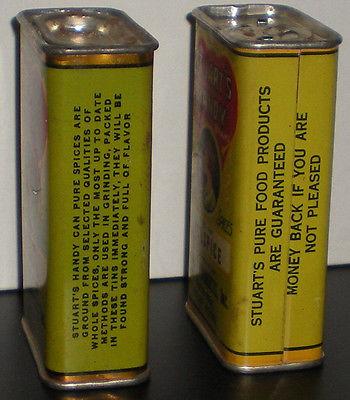 STUART'S HANDY CAN PURE SPICES ARE
GROUND FROM SELECTED QUALITIES OF
WHOLE SPICES, ONLY THE MOST UP TO DATE
METHODS ARE USED IN GRINDING, PACKED
IN THESE TINS IMMEDIATELY, THEY WILL BE
FOUND STRONG AND FULL OF FLAVOR
SPICE
STUART'S PURE FOOD PRODUCTS
ARE GUARANTEED
MONEY BACK IF YOU ARE
NOT PLEASED